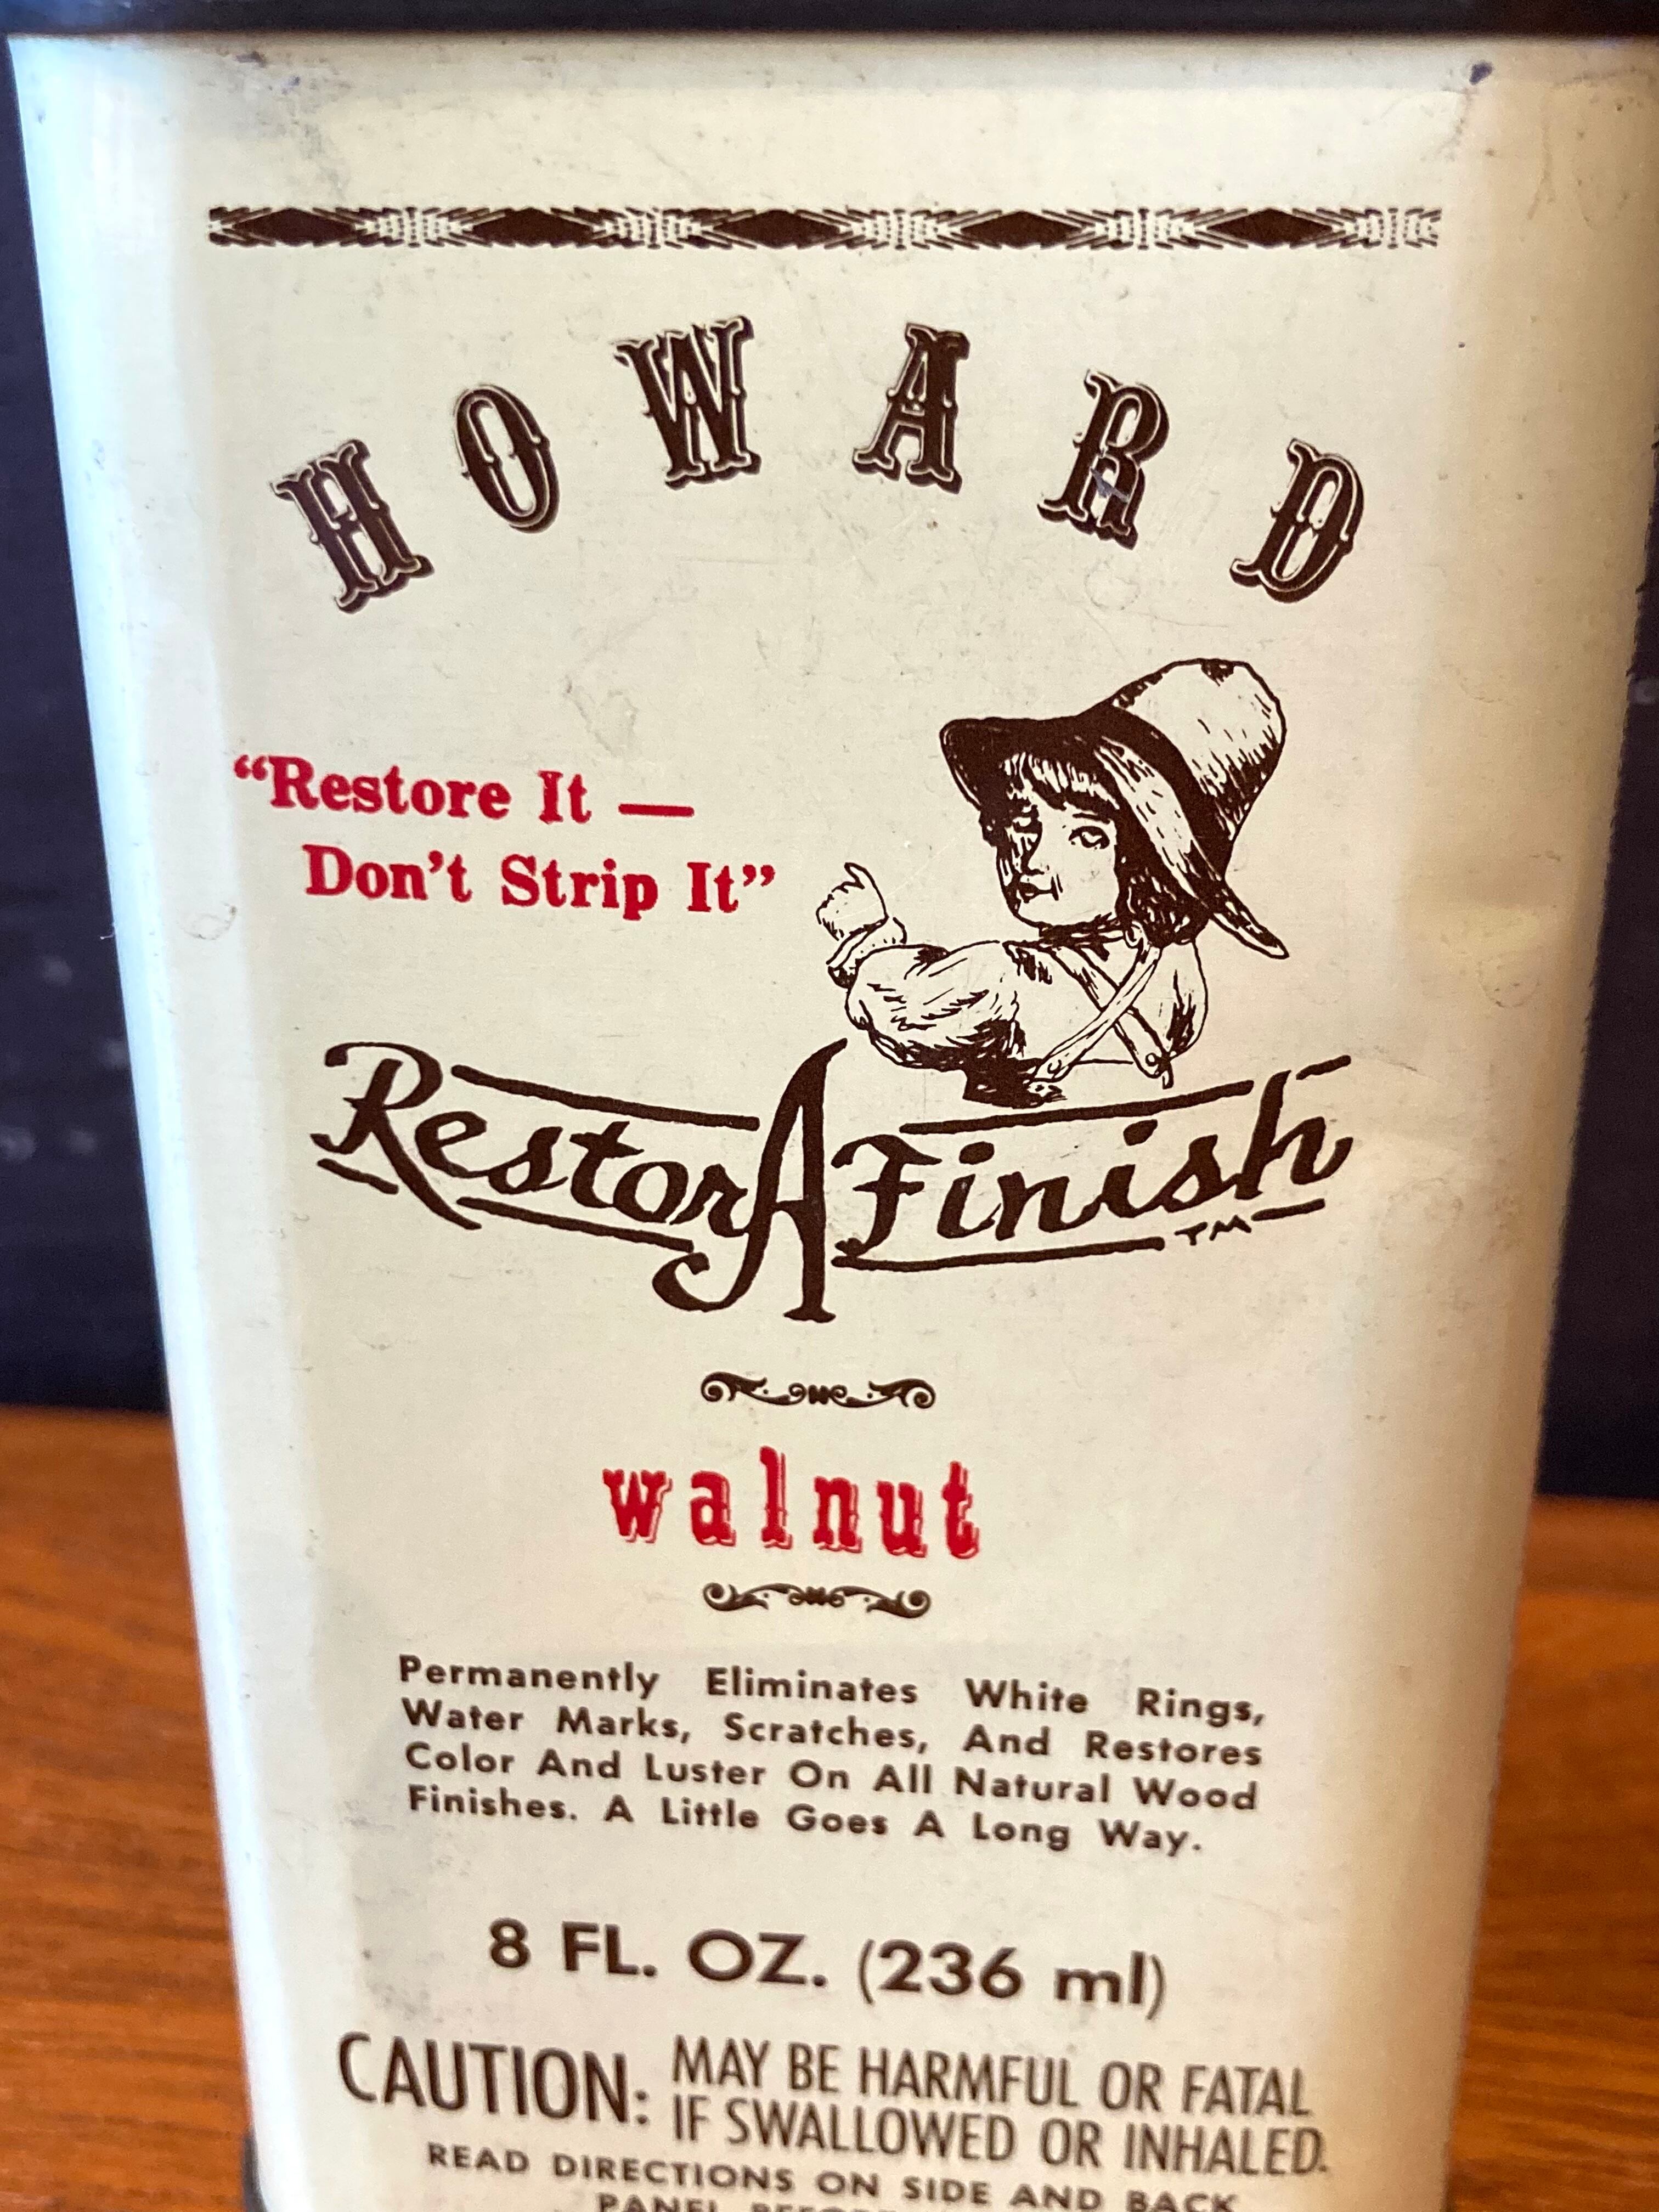 HOWARD
“Restore It —
Don’t Strip It”
RestorAFinish™
walnut
Permanently Eliminates White Rings,
Water Marks, Scratches, And Restores
Color And Luster On All Natural Wood
Finishes. A Little Goes A Long Way.
8 FL. OZ. (236 ml)
CAUTION: MAY BE HARMFUL OR FATAL
IF SWALLOWED OR INHALED.
READ DIRECTIONS ON SIDE AND BACK
PANEL